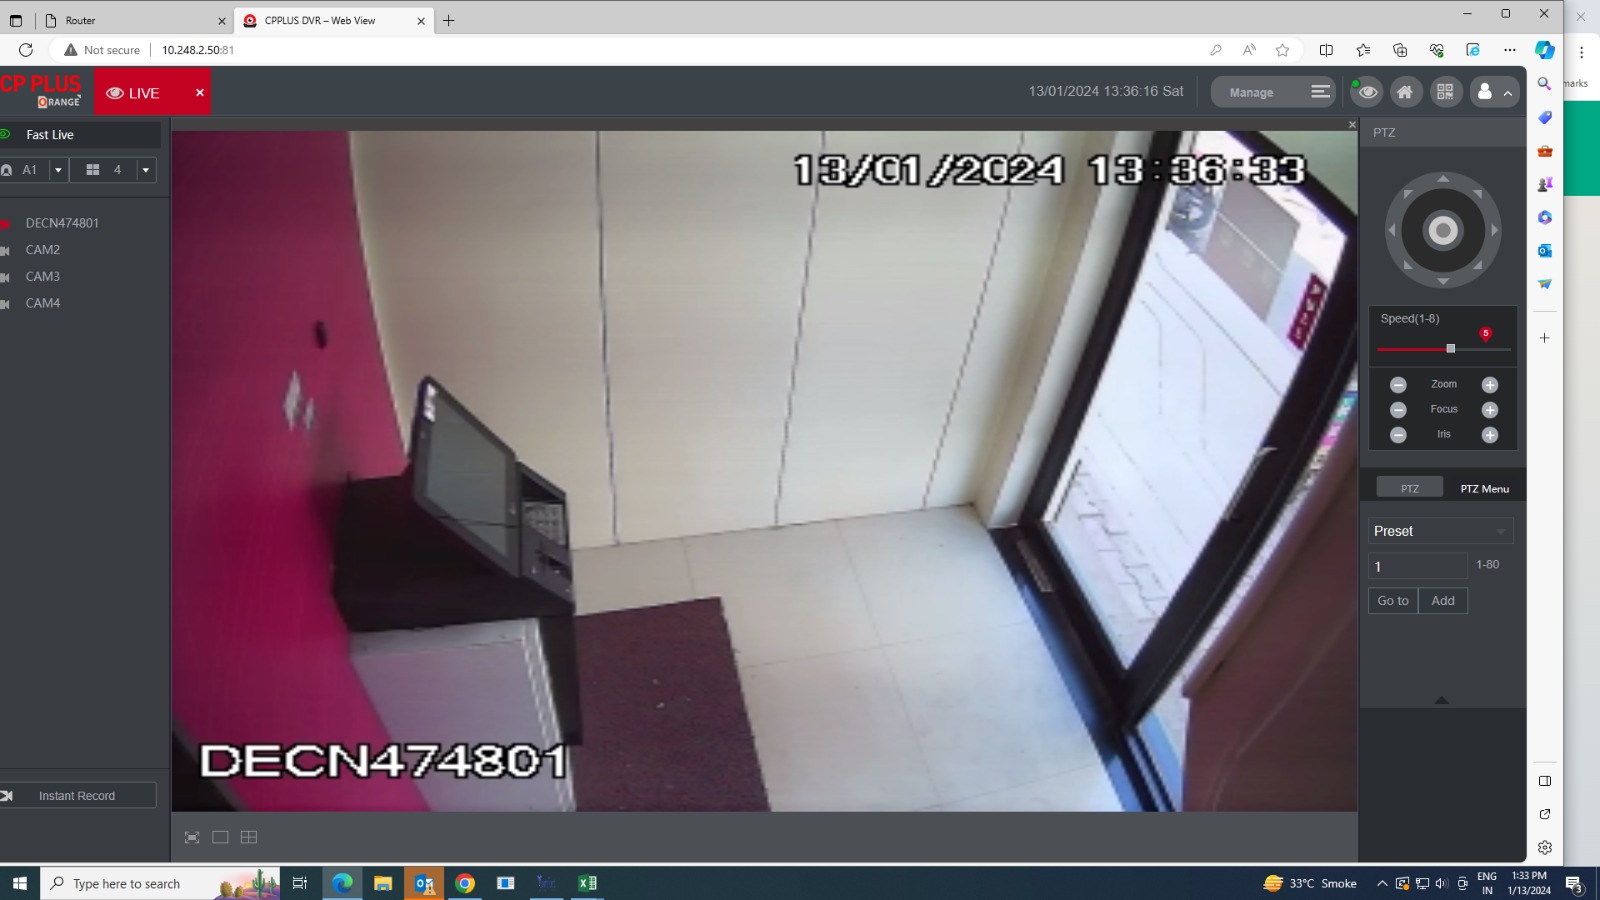 Router
CPPLUS DVR – Web View
Not secure
10.248.2.50:81
CP PLUS
ORANGE
LIVE
13/01/2024 13:36:16 Sat
Manage
marks
Fast Live
A1
4
DECN474801
CAM2
CAM3
CAM4
Instant Record
13/01/2024 13:36:33
DECN474801
PTZ
Speed(1-8)
5
Zoom
Focus
Iris
PTZ
PTZ Menu
Preset
1
1-80
Go to
Add
Type here to search
33°C Smoke
ENG
IN
1:33 PM
1/13/2024
3